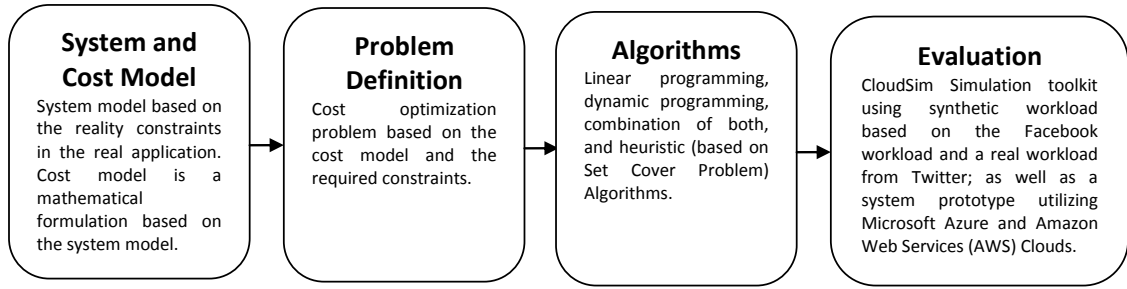 System and
Cost Model
System model based on
the reality constraints
in the real application.
Cost model is a
mathematical
formulation based on
the system model.
Problem
Definition
Cost optimization
problem based on the
cost model and the
required constraints.
Algorithms
Linear programming,
dynamic programming,
combination of both,
and heuristic (based on
Set Cover Problem)
Algorithms.
Evaluation
CloudSim Simulation toolkit
using synthetic workload
based on the Facebook
workload and a real workload
from Twitter; as well as a
system prototype utilizing
Microsoft Azure and Amazon
Web Services (AWS) Clouds.